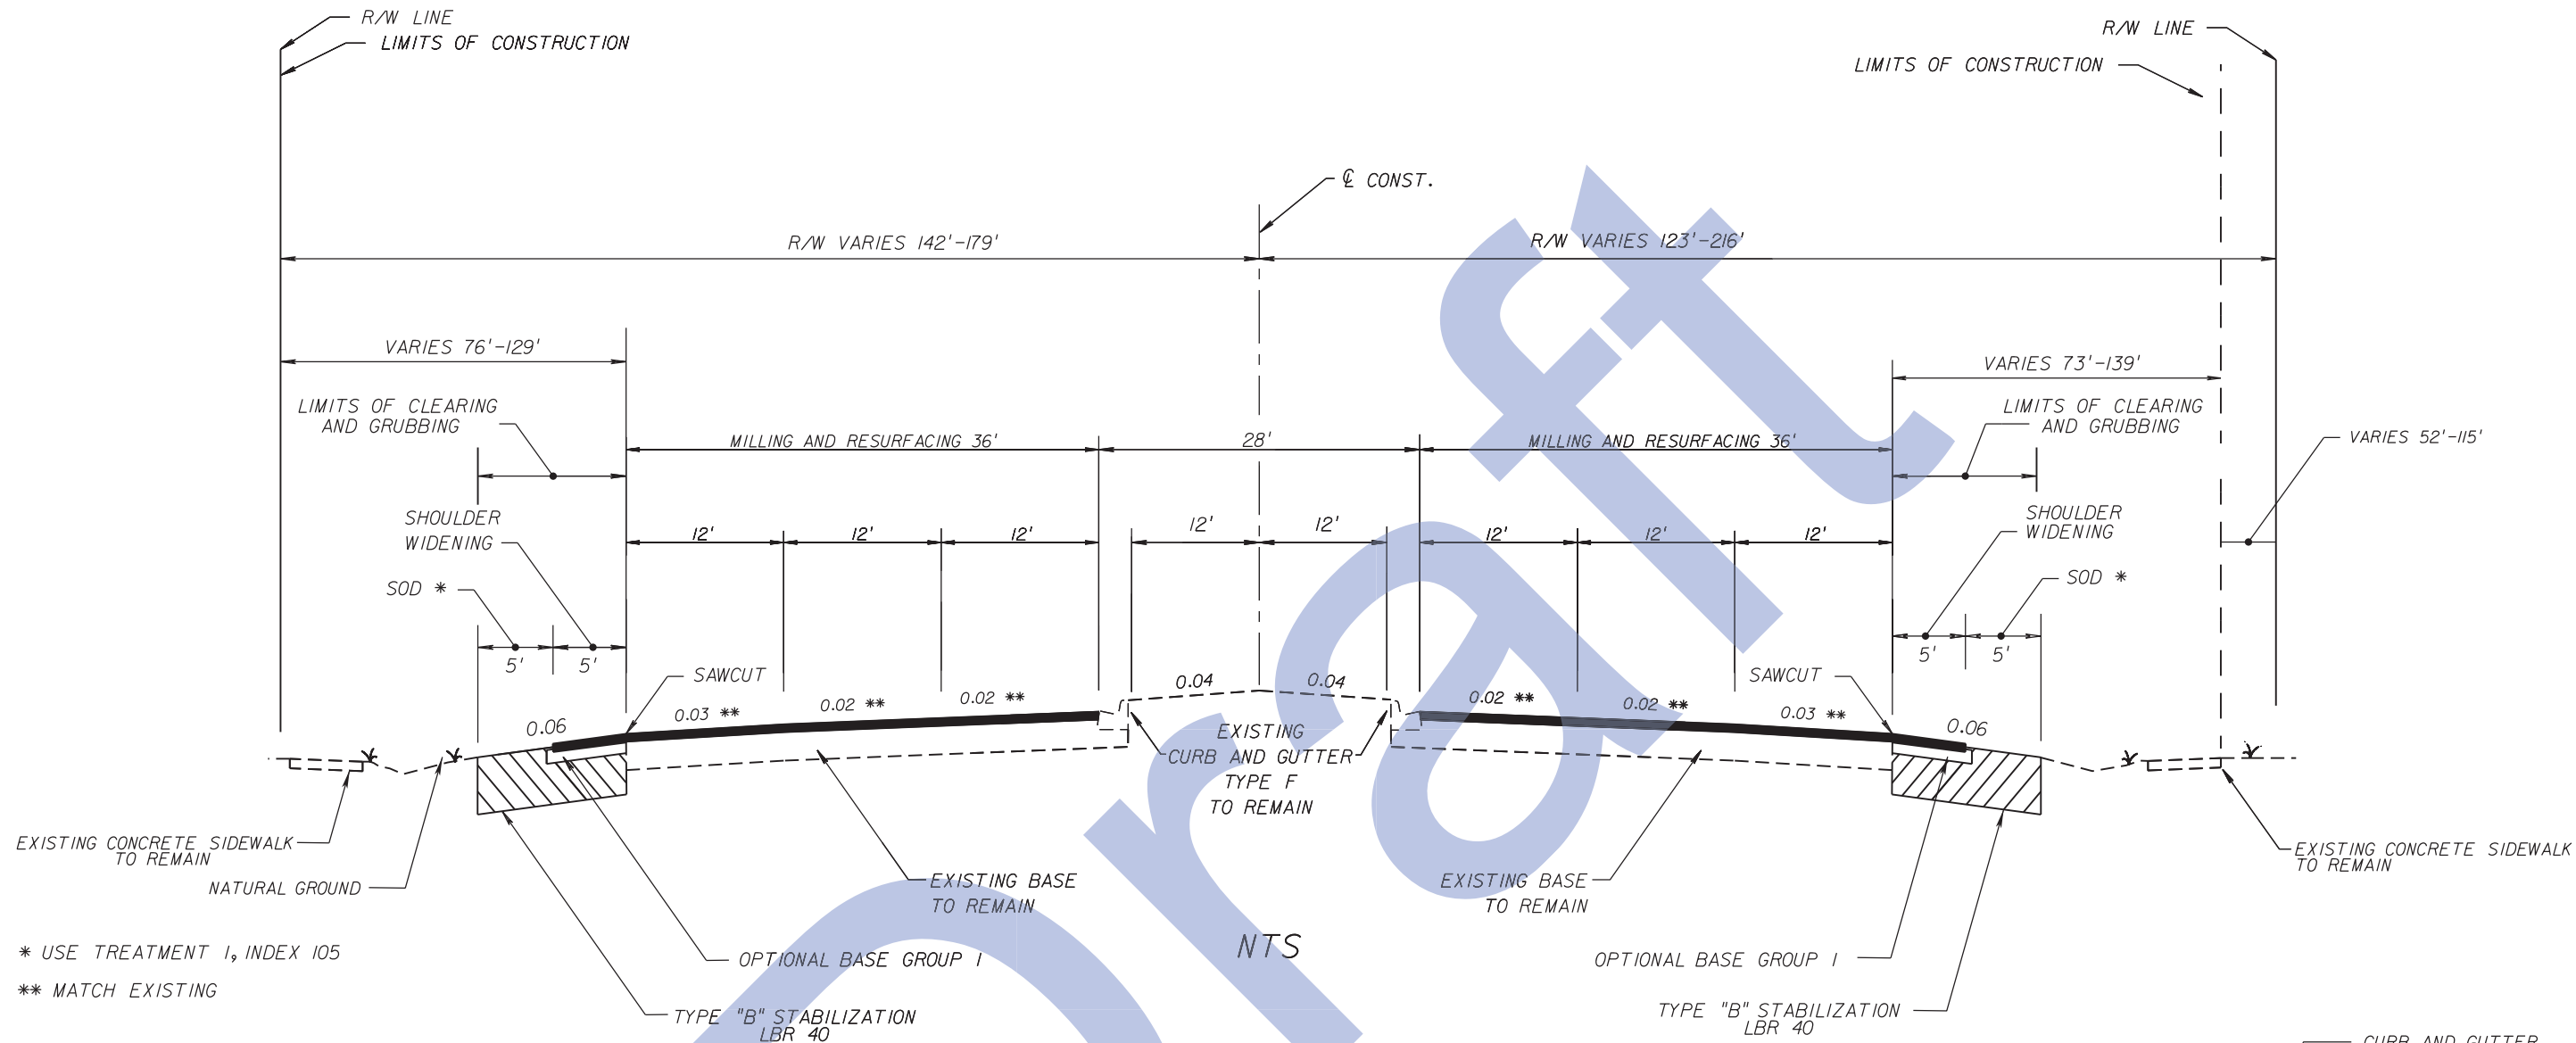 R/W LINE
LIMITS OF CONSTRUCTION
R/W LINE
LIMITS OF CONSTRUCTION
℄ CONST.
R/W VARIES 142'-179'
R/W VARIES 123'-216'
VARIES 76'-129'
VARIES 73'-139'
LIMITS OF CLEARING
AND GRUBBING
LIMITS OF CLEARING
AND GRUBBING
MILLING AND RESURFACING 36'
28'
MILLING AND RESURFACING 36'
VARIES 52'-115'
SHOULDER
WIDENING
SHOULDER
WIDENING
12'
12'
12'
12'
12'
12'
12'
12'
SOD *
SOD *
5'
5'
5'
5'
SAWCUT
SAWCUT
0.06
0.03 **
0.02 **
0.02 **
0.04
0.04
0.02 **
0.02 **
0.03 **
0.06
EXISTING
CURB AND GUTTER
TYPE F
TO REMAIN
EXISTING CONCRETE SIDEWALK
TO REMAIN
NATURAL GROUND
EXISTING BASE
TO REMAIN
EXISTING BASE
TO REMAIN
EXISTING CONCRETE SIDEWALK
TO REMAIN
* USE TREATMENT 1, INDEX 105
** MATCH EXISTING
OPTIONAL BASE GROUP 1
NTS
OPTIONAL BASE GROUP 1
TYPE "B" STABILIZATION
LBR 40
TYPE "B" STABILIZATION
LBR 40
CURB AND GUTTER
Draft